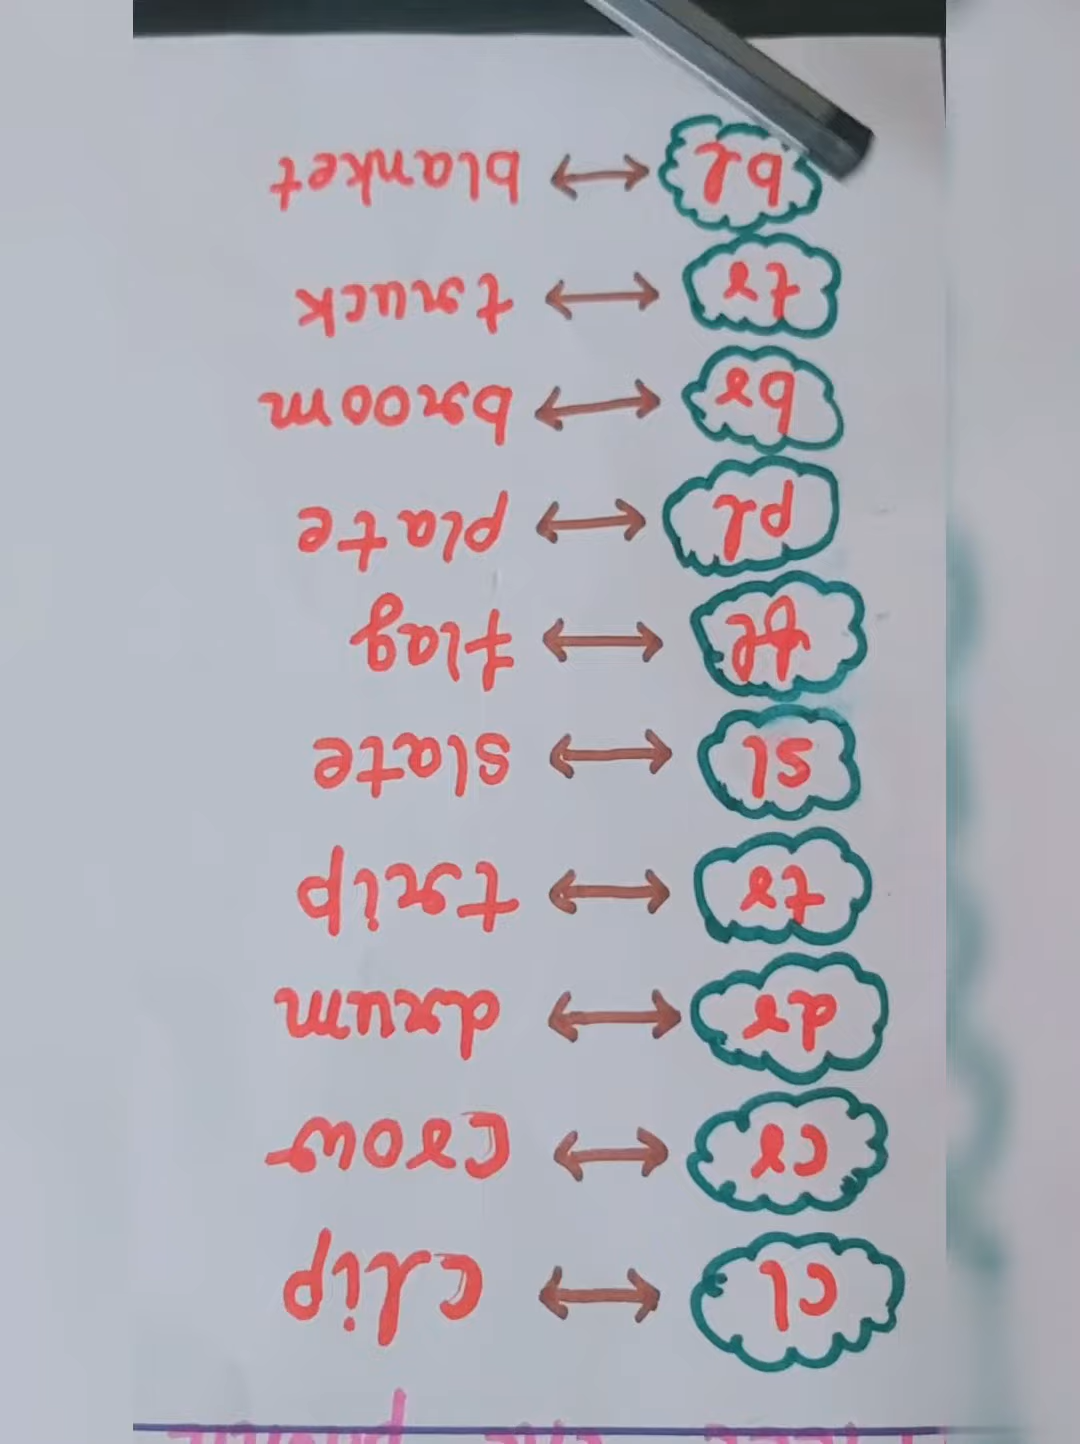 cl ↔ clip
cr ↔ crow
dr ↔ drum
tr ↔ trip
sl ↔ slate
fl ↔ flag
pl ↔ plate
br ↔ broom
tr ↔ truck
bl ↔ blanket